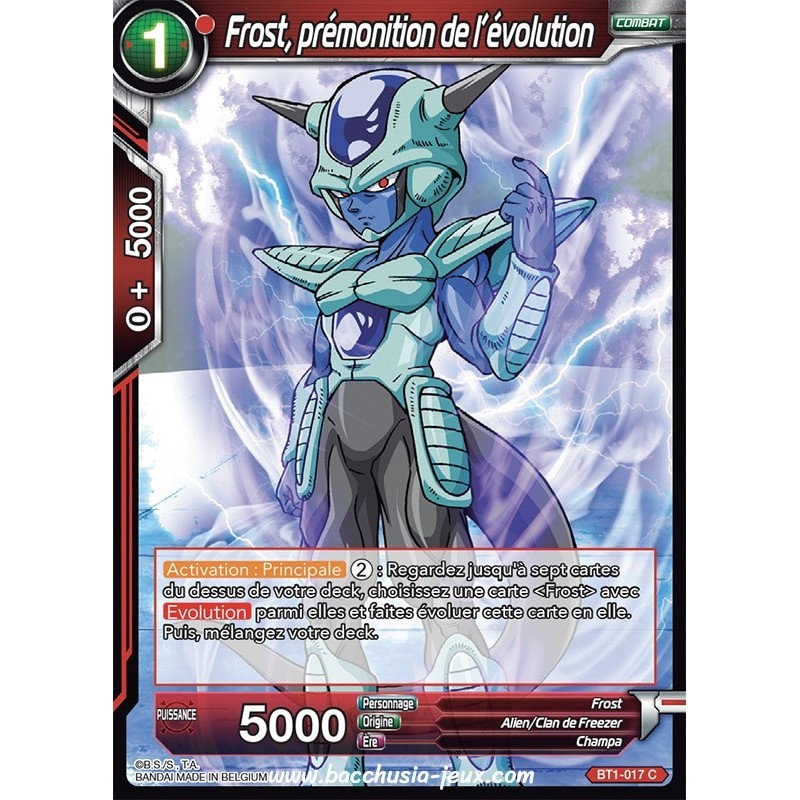 1
Frost, prémonition de l'évolution
COMBAT
0 + 5000
Activation : Principale 2 : Regardez jusqu'à sept cartes
du dessus de votre deck, choisissez une carte <Frost> avec
Evolution parmi elles et faites évoluer cette carte en elle.
Puis, mélangez votre deck.
PUISSANCE
5000
Personnage Frost
Origine Alien/Clan de Freezer
Ère Champa
©B S./S., T.A.
BANDAI MADE IN BELGIUM
www.bacchusia-jeux.com
BT1-017 C